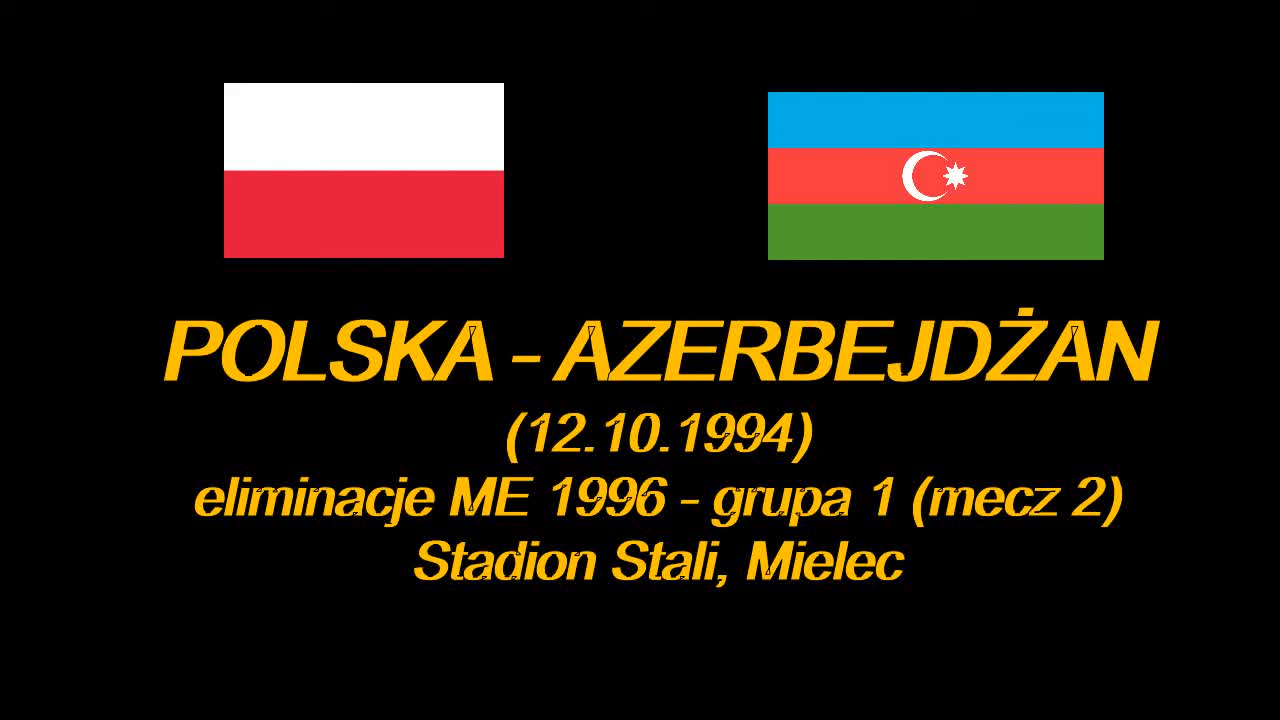 POLSKA - AZERBEJDŻAN
(12.10.1994)
eliminacje ME 1996 - grupa 1 (mecz 2)
Stadion Stali, Mielec